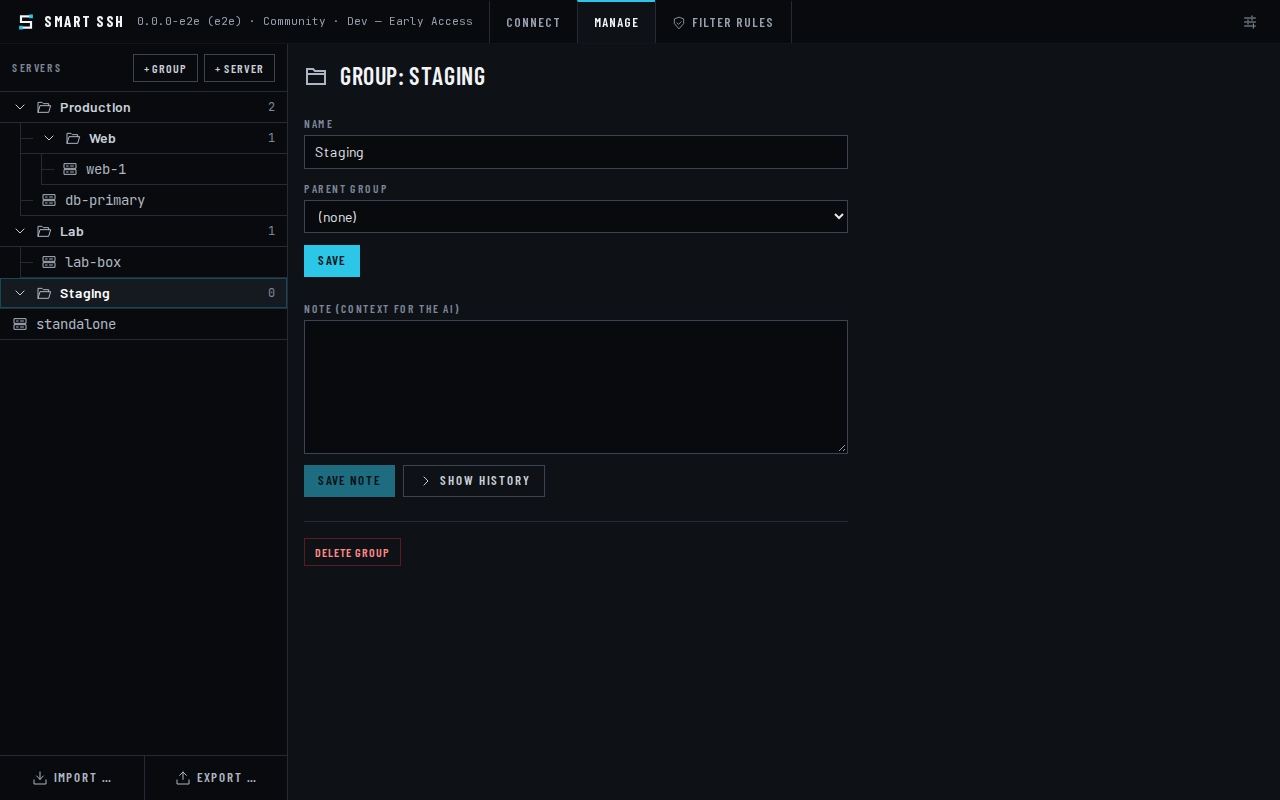 SMART SSH 0.0.0-e2e (e2e) · Community · Dev — Early Access CONNECT MANAGE FILTER RULES
SERVERS + GROUP + SERVER
Production 2
Web 1
web-1
db-primary
Lab 1
lab-box
Staging 0
standalone
IMPORT ... EXPORT ...
GROUP: STAGING
NAME
Staging
PARENT GROUP
(none)
SAVE
NOTE (CONTEXT FOR THE AI)
SAVE NOTE SHOW HISTORY
DELETE GROUP